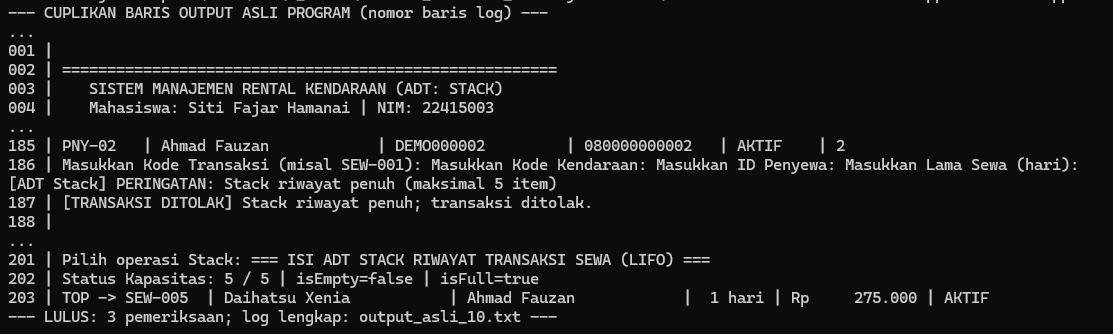 --- CUPLIKAN BARIS OUTPUT ASLI PROGRAM (nomor baris log) ---
...
001 |
002 | =======================================================
003 |    SISTEM MANAJEMEN RENTAL KENDARAAN (ADT: STACK)
004 |    Mahasiswa: Siti Fajar Hamanai | NIM: 22415003
...
185 | PNY-02   | Ahmad Fauzan            | DEMO000002         | 080000000002   | AKTIF    | 2
186 | Masukkan Kode Transaksi (misal SEW-001): Masukkan Kode Kendaraan: Masukkan ID Penyewa: Masukkan Lama Sewa (hari):
[ADT Stack] PERINGATAN: Stack riwayat penuh (maksimal 5 item)
187 | [TRANSAKSI DITOLAK] Stack riwayat penuh; transaksi ditolak.
188 |
...
201 | Pilih operasi Stack: === ISI ADT STACK RIWAYAT TRANSAKSI SEWA (LIFO) ===
202 | Status Kapasitas: 5 / 5 | isEmpty=false | isFull=true
203 | TOP -> SEW-005  | Daihatsu Xenia           | Ahmad Fauzan            |  1 hari | Rp     275.000 | AKTIF
--- LULUS: 3 pemeriksaan; log lengkap: output_asli_10.txt ---